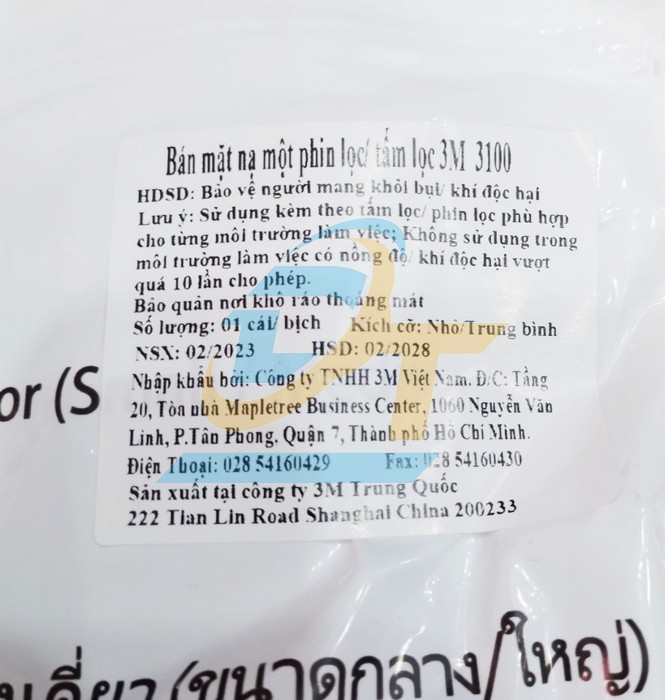 Bán mặt nạ một phin lọc/ tấm lọc 3M 3100
HDSD: Bảo vệ người mang khỏi bụi/ khí độc hại
Lưu ý: Sử dụng kèm theo tấm lọc/ phin lọc phù hợp
cho từng môi trường làm việc; Không sử dụng trong
môi trường làm việc có nồng độ/ khí độc hại vượt
quá 10 lần cho phép.
Bảo quản nơi khô ráo thoáng mát
Số lượng: 01 cái/ bịch Kích cỡ: Nhỏ/Trung bình
NSX: 02/2023 HSD: 02/2028
or (S
Nhập khẩu bởi: Công ty TNHH 3M Việt Nam. Đ/C: Tầng
20, Tòa nhà Mapletree Business Center, 1060 Nguyễn Văn
Linh, P.Tân Phong. Quận 7, Thành phố Hồ Chí Minh.
Điện Thoại: 028 54160429 Fax: 028 54160430
Sản xuất tại công ty 3M Trung Quốc
222 Tian Lin Road Shanghai China 200233
(ขนาดกลาง/ใหญ่)